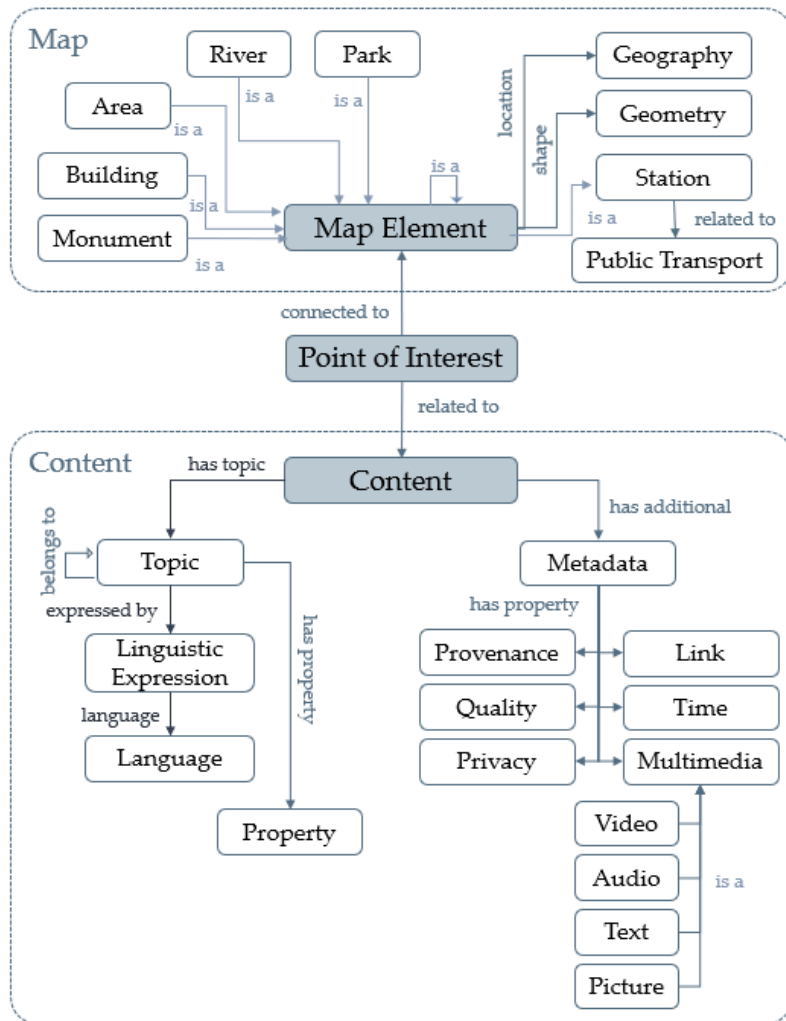 Map
River
Park
Geography
Area
is a
is a
is a
location
Geometry
shape
Building
is a
is a
Station
Monument
Map Element
is a
is a
related to
Public Transport
connected to
Point of Interest
related to
Content
has topic
Content
has additional
belongs to
Topic
Metadata
expressed by
has property
has property
Linguistic
Expression
Provenance
Link
language
Quality
Time
Language
Privacy
Multimedia
Property
Video
Audio
is a
Text
Picture